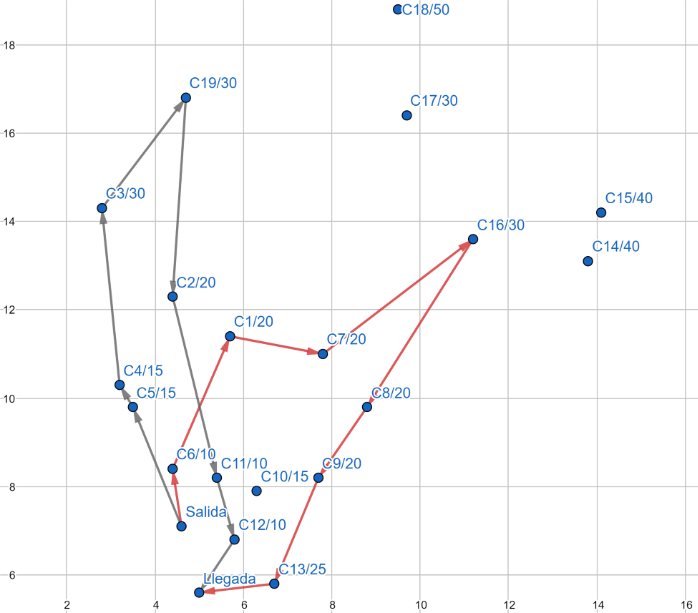 C18/50
18
C19/30
C17/30
16
C3/30
C15/40
14
C16/30
C14/40
C2/20
12
C1/20
C7/20
C4/15
C5/15
C8/20
10
C6/10
C11/10
C10/15
C9/20
8
Salida
C12/10
C13/25
6
Llegada
2 4 6 8 10 12 14 16